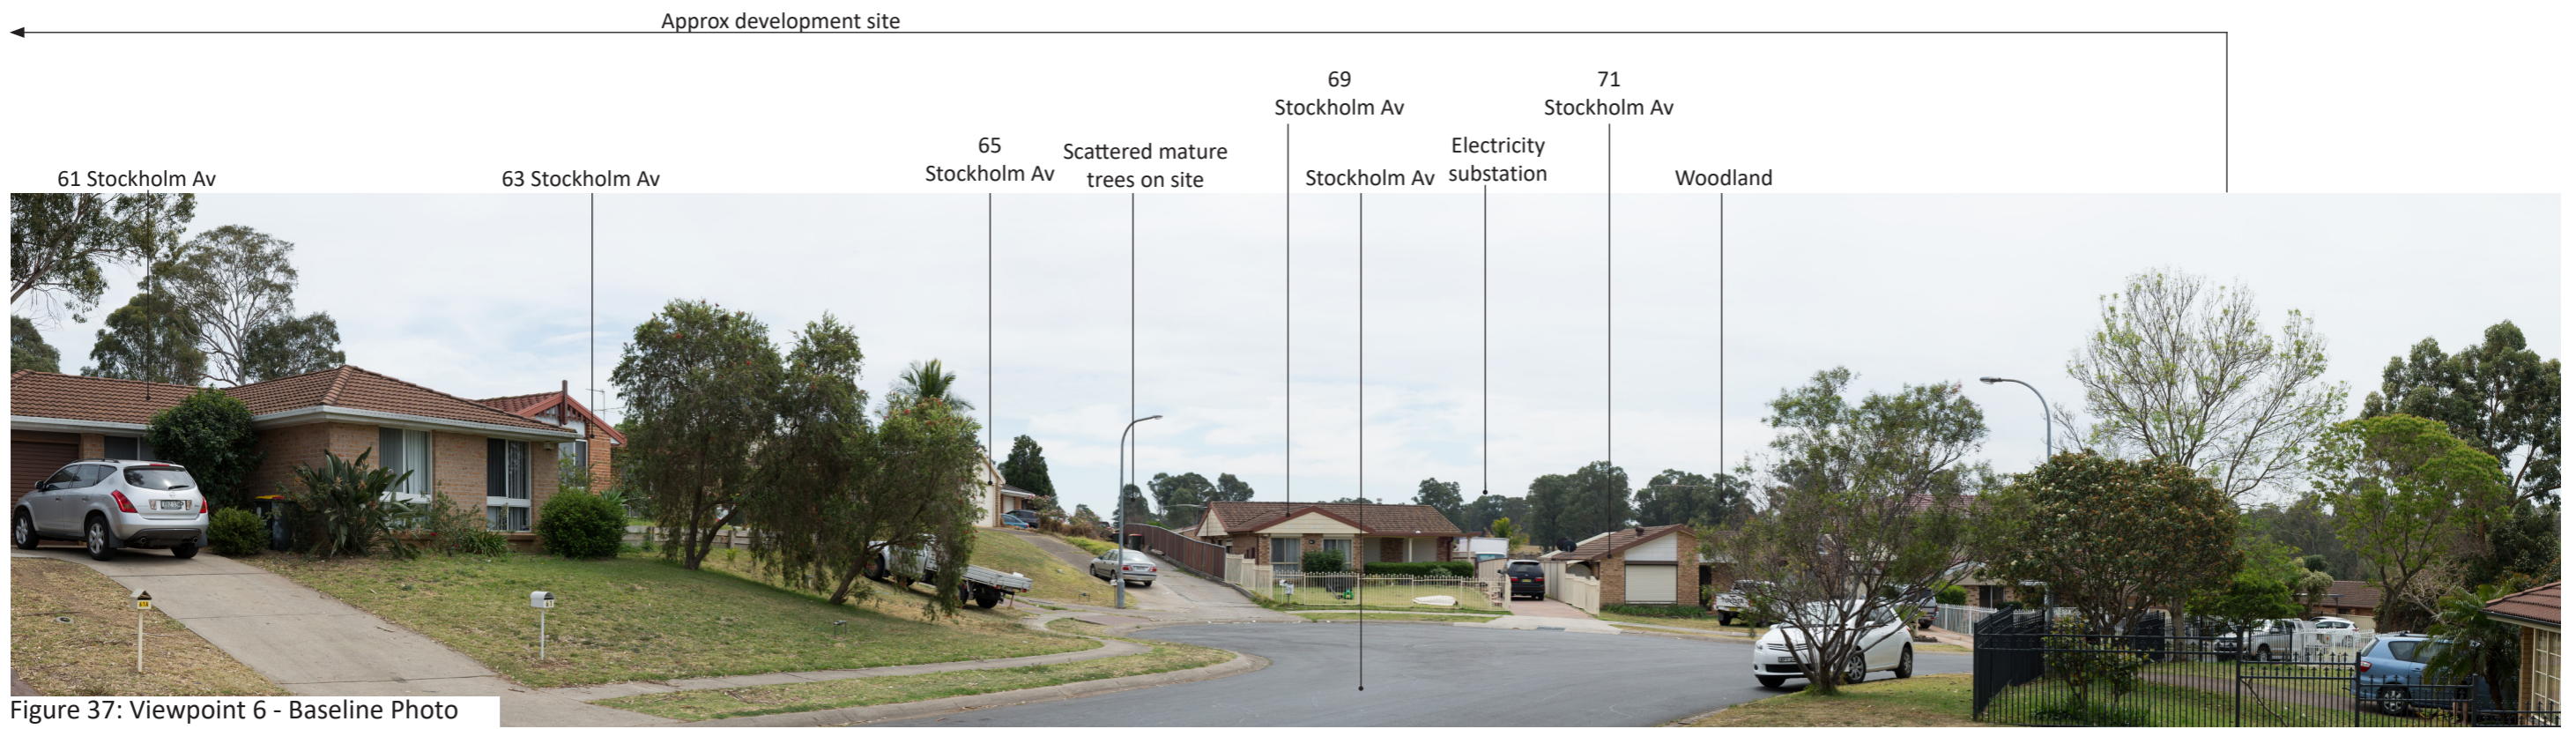 Approx development site
69
Stockholm Av
71
Stockholm Av
65
Stockholm Av
Scattered mature
trees on site
Electricity
substation
61 Stockholm Av
63 Stockholm Av
Stockholm Av
Woodland
Figure 37: Viewpoint 6 - Baseline Photo